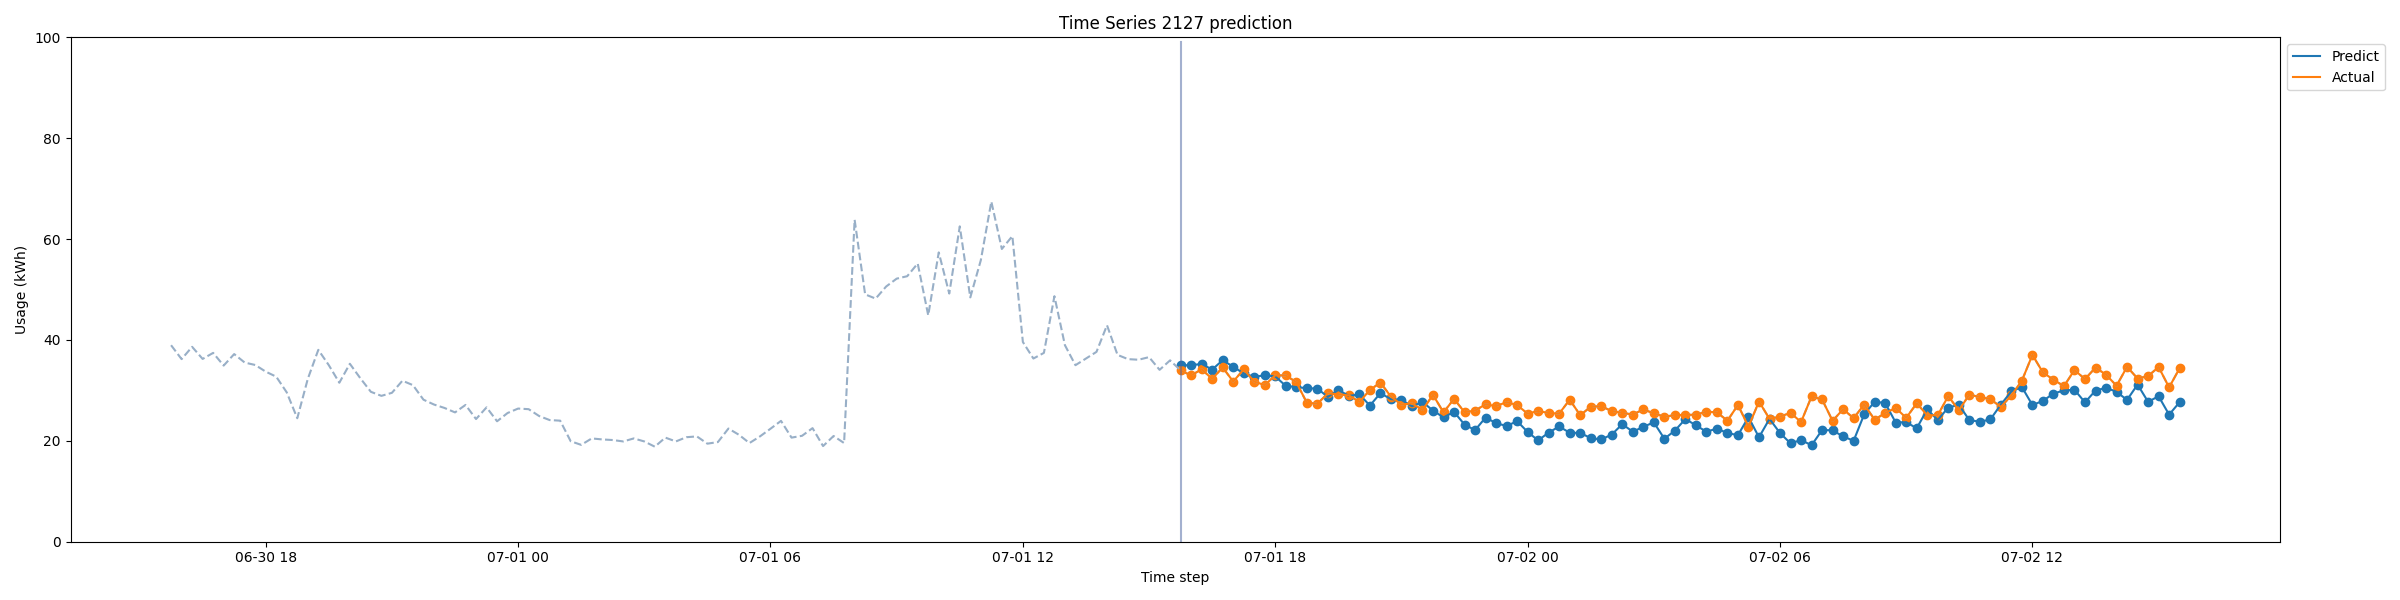 Time Series 2127 prediction
100
80
60
40
20
0
Usage (kWh)
06-30 18
07-01 00
07-01 06
07-01 12
07-01 18
07-02 00
07-02 06
07-02 12
Time step
Predict
Actual